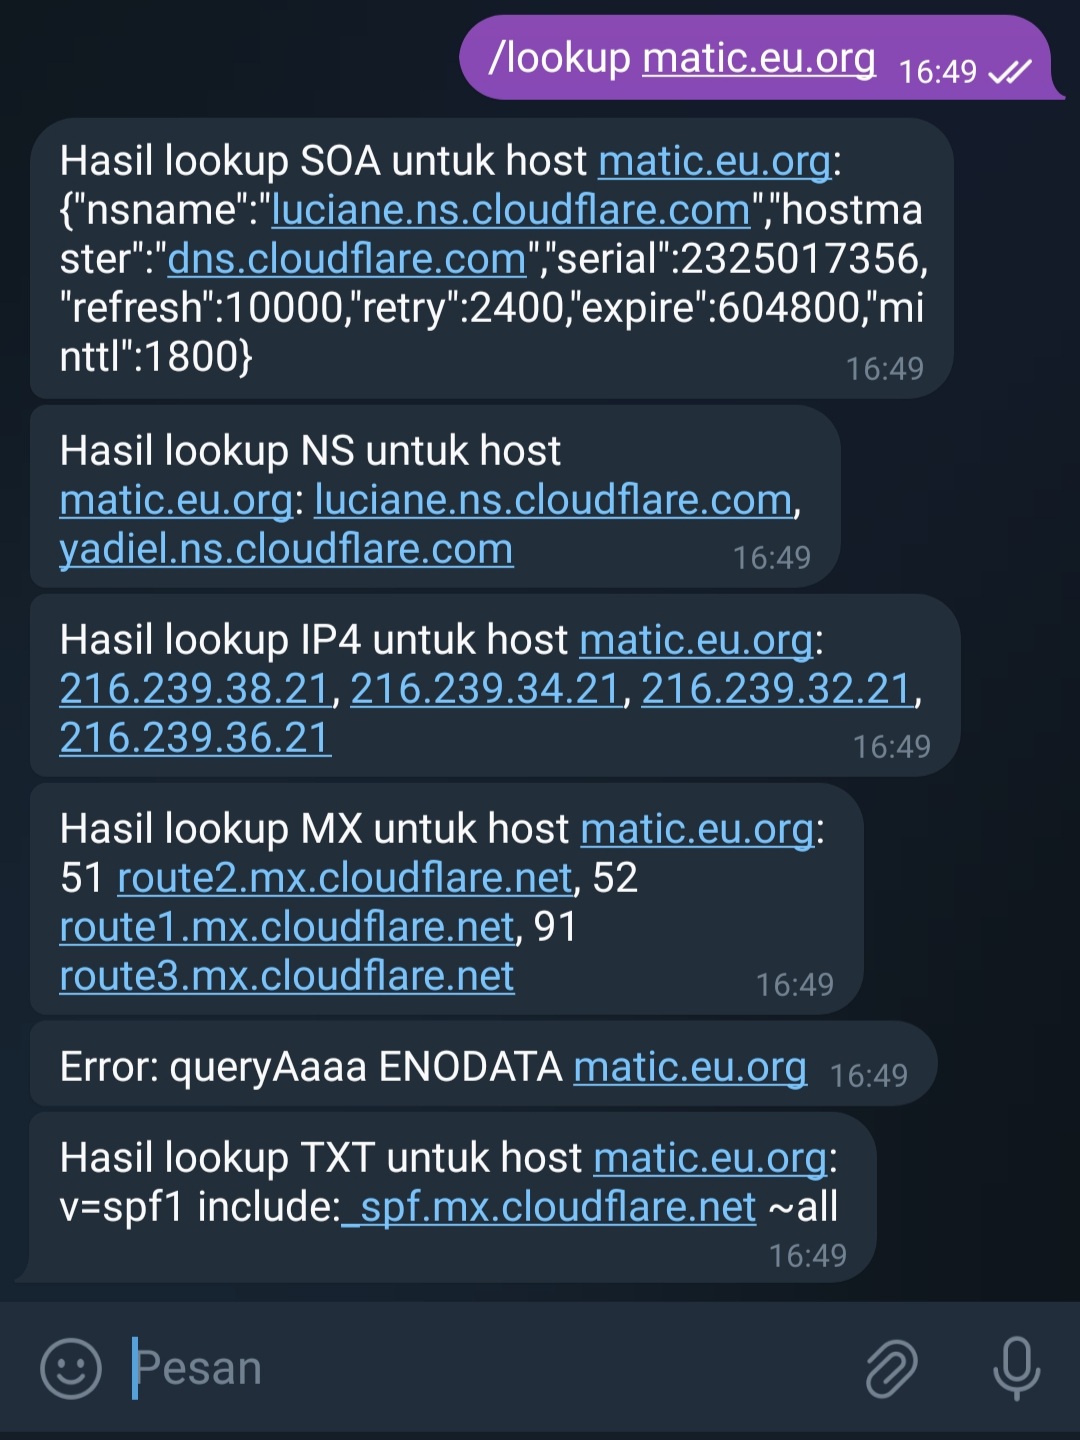 /lookup matic.eu.org 16:49
Hasil lookup SOA untuk host matic.eu.org:
{"nsname":"luciane.ns.cloudflare.com","hostma
ster":"dns.cloudflare.com","serial":2325017356,
"refresh":10000,"retry":2400,"expire":604800,"mi
nttl":1800}
16:49
Hasil lookup NS untuk host
matic.eu.org: luciane.ns.cloudflare.com,
yadiel.ns.cloudflare.com 16:49
Hasil lookup IP4 untuk host matic.eu.org:
216.239.38.21, 216.239.34.21, 216.239.32.21,
216.239.36.21 16:49
Hasil lookup MX untuk host matic.eu.org:
51 route2.mx.cloudflare.net, 52
route1.mx.cloudflare.net, 91
route3.mx.cloudflare.net 16:49
Error: queryAaaa ENODATA matic.eu.org 16:49
Hasil lookup TXT untuk host matic.eu.org:
v=spf1 include:_spf.mx.cloudflare.net ~all
16:49
Pesan